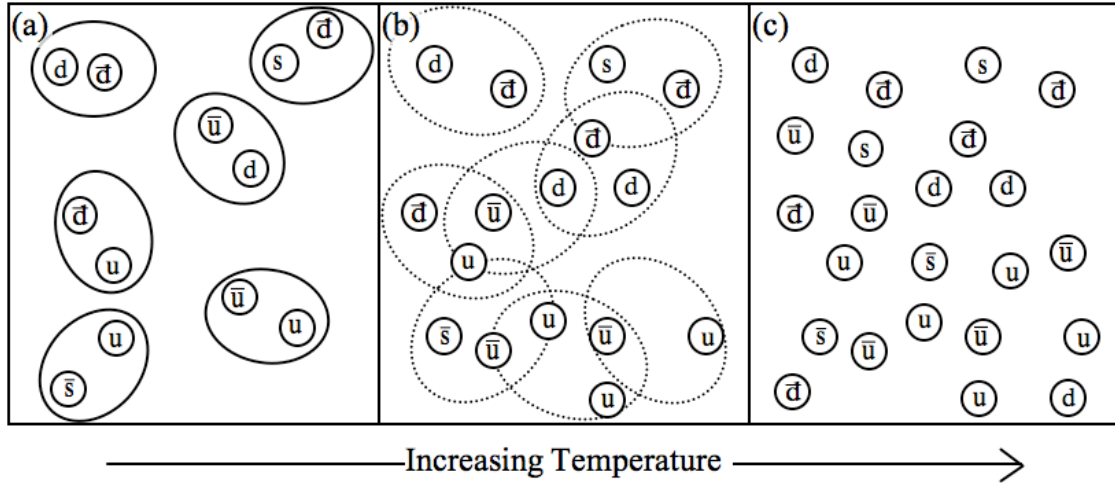 (a)
d d̄
s d̄
ū d
d̄ u
ū u
u s̄
(b)
d d̄
s d̄
d̄
d d
d̄ ū
u
s̄ ū u ū u
u
(c)
d d̄ s d̄
ū s d̄
d d
d̄ ū
u s̄ u ū
s̄ ū u ū u
d̄ u d
Increasing Temperature